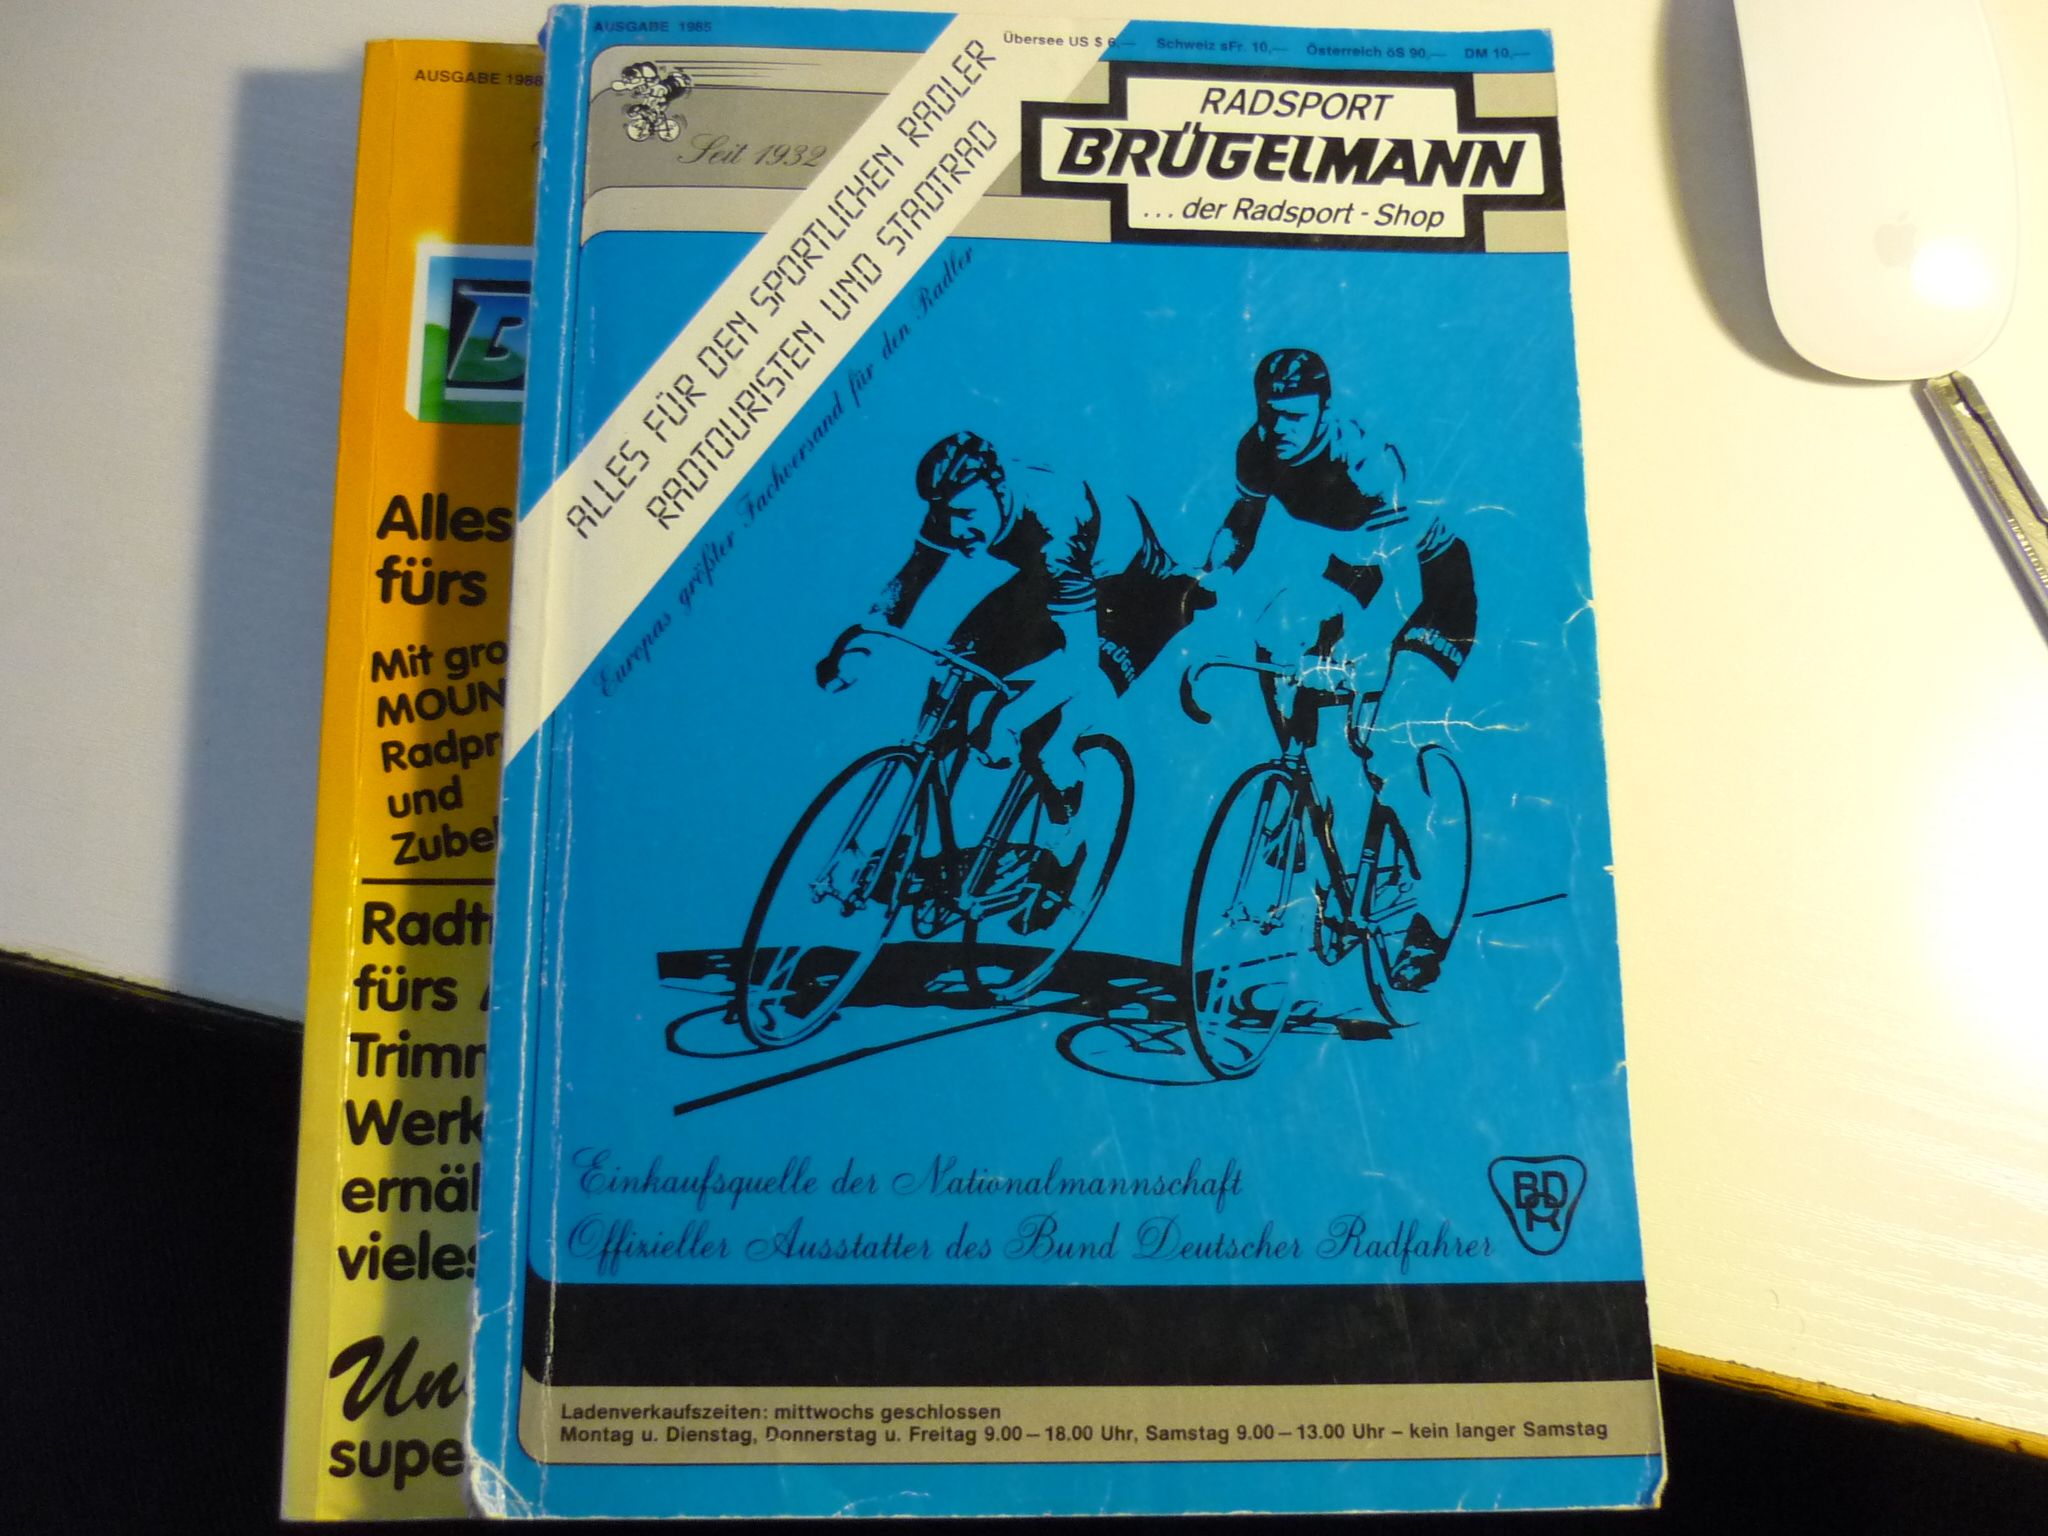 AUSGABE 1985
Übersee US $ 6,— Schweiz sFr. 10,— Österreich öS 90,— DM 10,—
Seit 1932
RADSPORT
BRÜGELMANN
... der Radsport - Shop
ALLES FÜR DEN SPORTLICHEN RADLER
RADTOURISTEN UND STADTRAD
Europas größter Fachversand für den Radler
BRÜGELM
Einkaufsquelle der Nationalmannschaft
Offizieller Ausstatter des Bund Deutscher Radfahrer
BDR
Ladenverkaufszeiten: mittwochs geschlossen
Montag u. Dienstag, Donnerstag u. Freitag 9.00 – 18.00 Uhr, Samstag 9.00 – 13.00 Uhr – kein langer Samstag
AUSGABE 1988
B
Alles
fürs
Mit gro
MOUN
Radpr
und
Zube
Radt
fürs
Trim
Werk
ernä
vieles
Un
supe